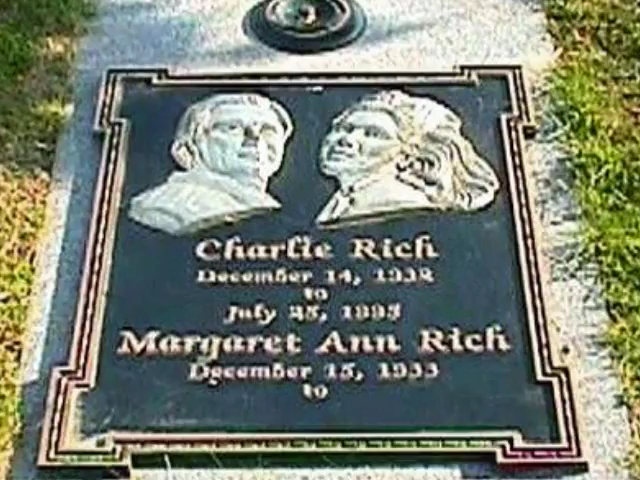 Charlie Rich
December 14, 1932
to
July 25, 1995
Margaret Ann Rich
December 15, 1933
to